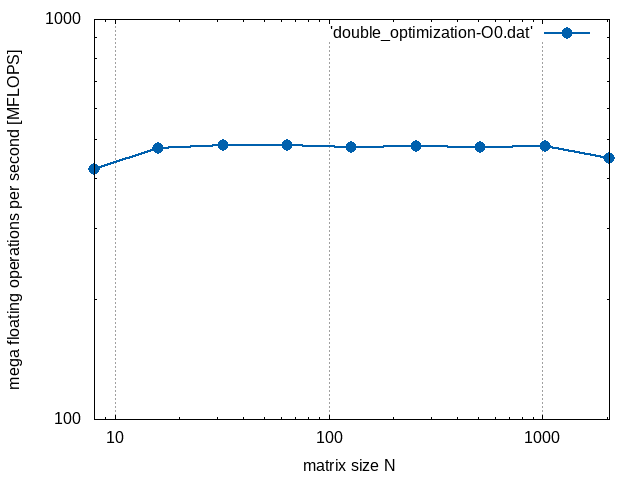 1000
'double_optimization-O0.dat'
mega floating operations per second [MFLOPS]
100
10
100
1000
matrix size N